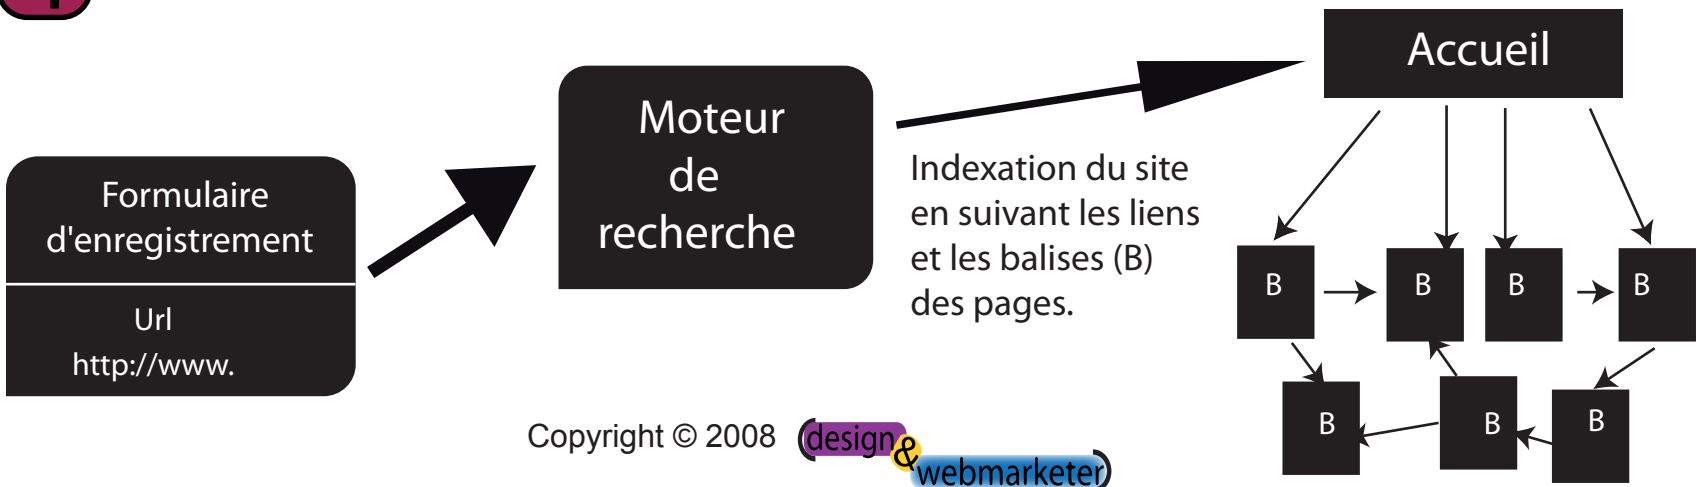 Formulaire
d'enregistrement
Url
http://www.
Moteur
de
recherche
Indexation du site
en suivant les liens
et les balises (B)
des pages.
Accueil
B
B
B
B
B
B
B
Copyright © 2008 design
&
webmarketer